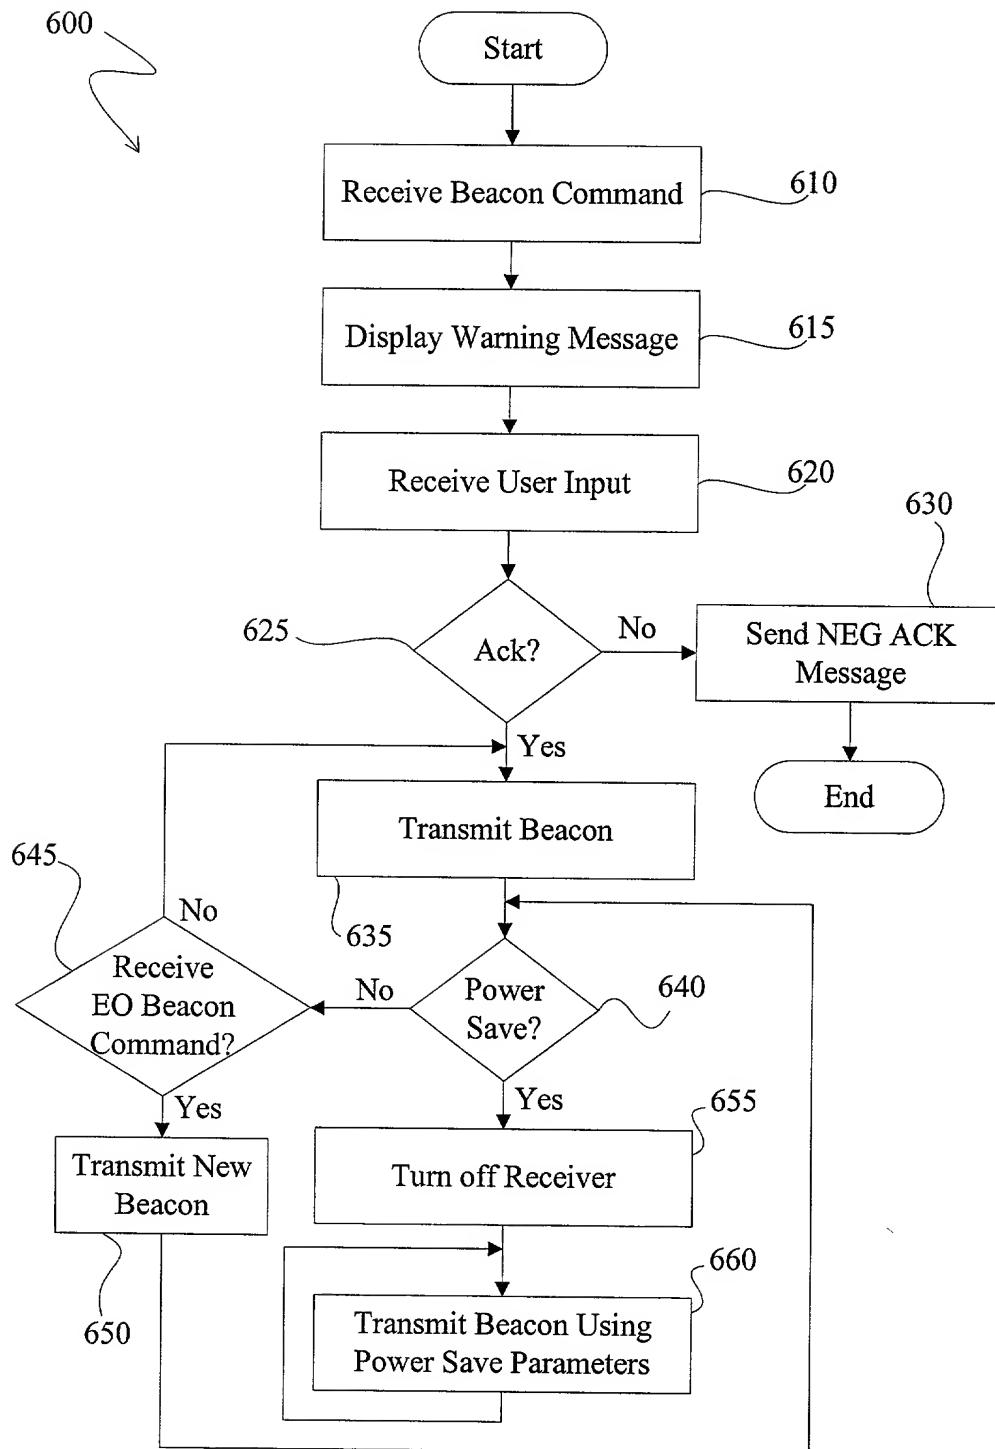 600
Start
Receive Beacon Command
610
Display Warning Message
615
Receive User Input
620
630
625
Ack?
No
Send NEG ACK
Message
Yes
End
Transmit Beacon
645
No
635
Receive
EO Beacon
Command?
No
Power
Save?
640
Yes
Yes
655
Transmit New
Beacon
Turn off Receiver
650
660
Transmit Beacon Using
Power Save Parameters